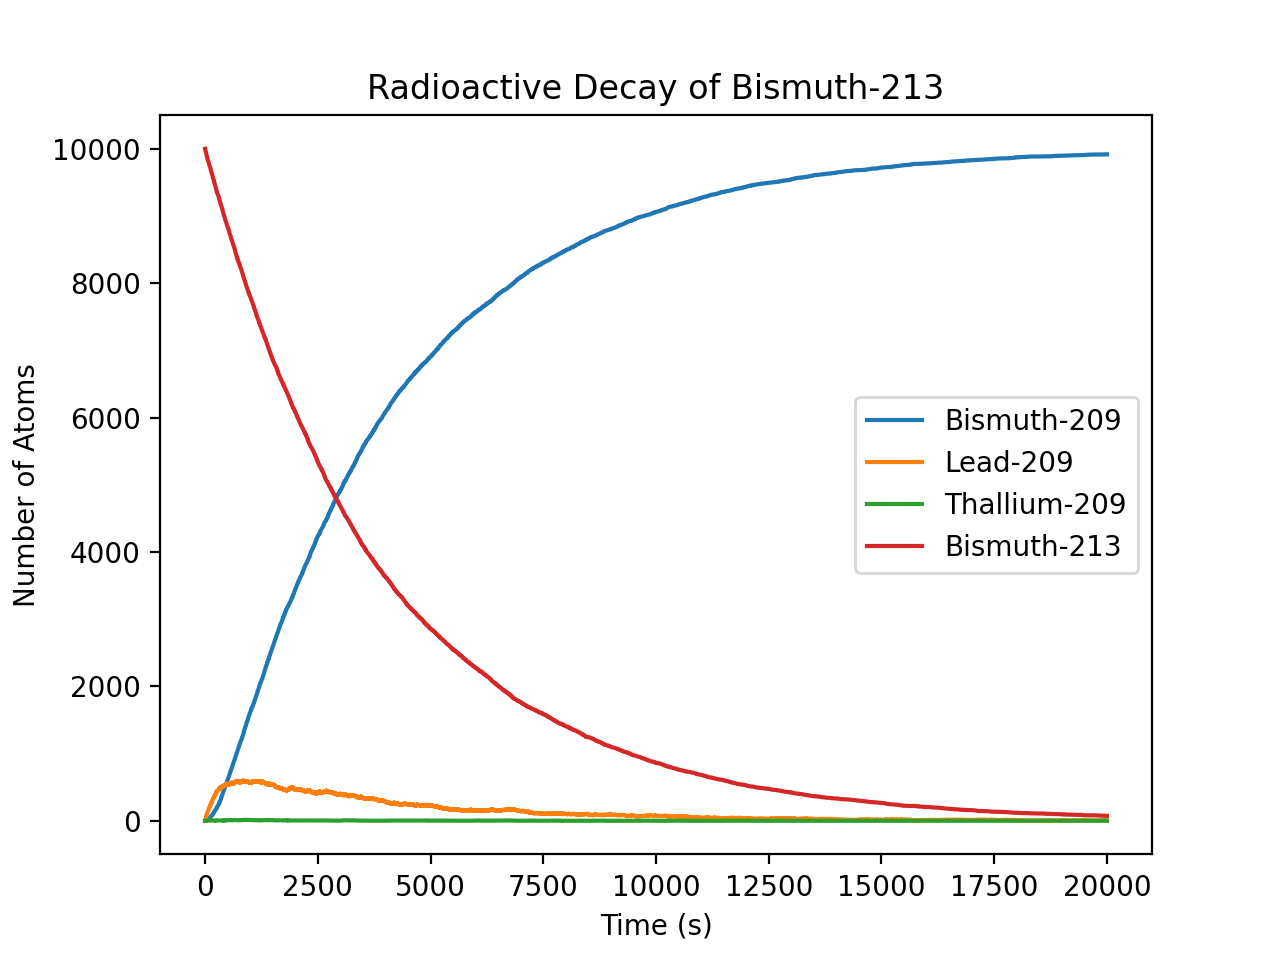 Radioactive Decay of Bismuth-213
10000
8000
6000
4000
2000
0
Number of Atoms
Bismuth-209
Lead-209
Thallium-209
Bismuth-213
0 2500 5000 7500 10000 12500 15000 17500 20000
Time (s)